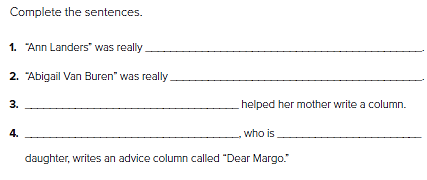 Complete the sentences.
1. "Ann Landers" was really ____________________.
2. "Abigail Van Buren" was really ____________________.
3. ____________________ helped her mother write a column.
4. ____________________, who is ____________________
daughter, writes an advice column called "Dear Margo."